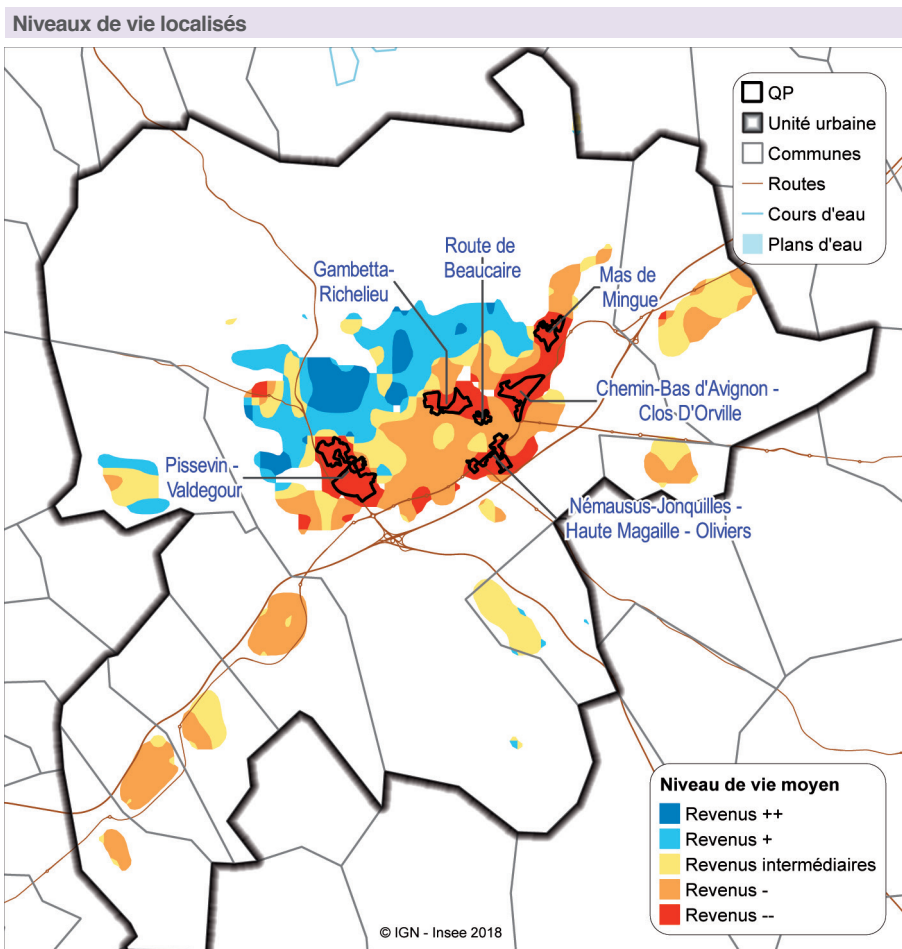 Niveaux de vie localisés
QP
Unité urbaine
Communes
Routes
Cours d'eau
Plans d'eau
Route de
Beaucaire
Gambetta-
Richelieu
Mas de
Mingue
Chemin-Bas d'Avignon -
Clos D'Orville
Pissevin -
Valdegour
Némausus-Jonquilles -
Haute Magaille - Oliviers
Niveau de vie moyen
Revenus ++
Revenus +
Revenus intermédiaires
Revenus -
Revenus --
© IGN - Insee 2018